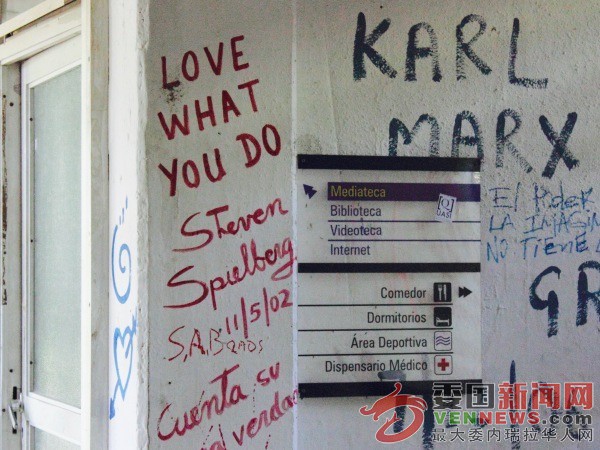 LOVE
WHAT
YOU DO
Steven
Spielberg
11/5/02
S.A.B
Cuenta su
verdad
KARL
MARX
El Poder
LA IMAGIN
NO TIENE
GR
Mediateca
Biblioteca
Videoteca
Internet
Comedor
Dormitorios
Área Deportiva
Dispensario Médico
委国新闻网
VENNEWS.com
最大委内瑞拉华人网